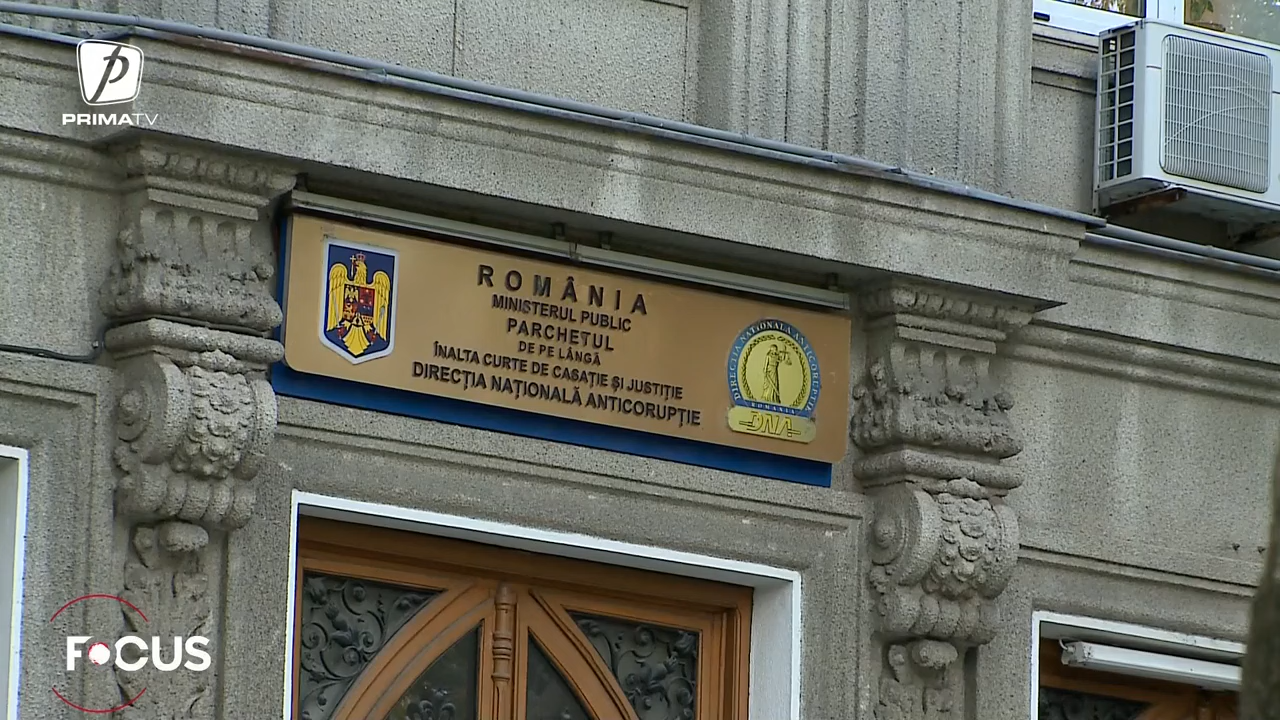 PRIMATV
ROMÂNIA
MINISTERUL PUBLIC
PARCHEȚUL
DE PE LÂNGĂ
ÎNALTA CURTE DE CASAȚIE ȘI JUSTIȚIE
DIRECȚIA NAȚIONALĂ ANTICORUPȚIE
DIRECȚIA NAȚIONALĂ ANTICORUPȚIE
ROMANIA
DNA
FOCUS